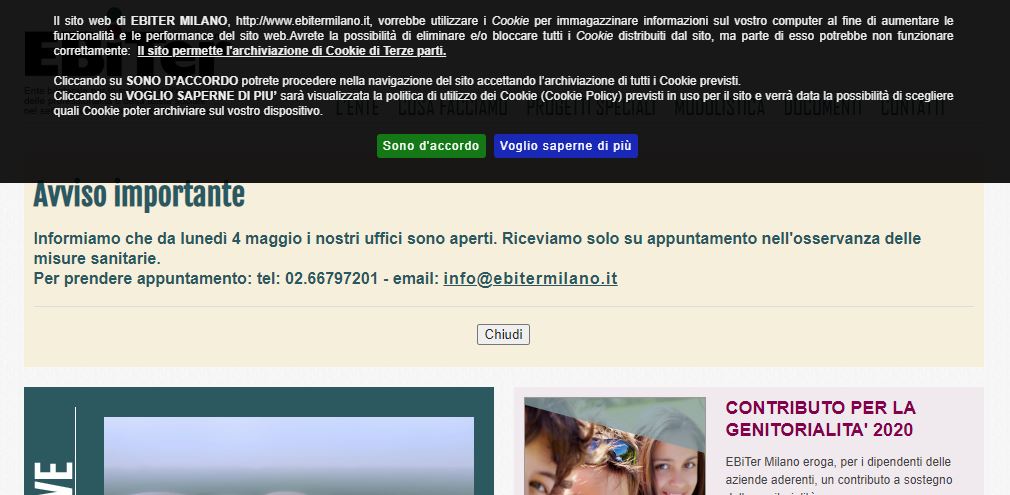 Il sito web di EBITER MILANO, http://www.ebitermilano.it, vorrebbe utilizzare i Cookie per immagazzinare informazioni sul vostro computer al fine di aumentare le
funzionalità e le performance del sito web.Avrete la possibilità di eliminare e/o bloccare tutti i Cookie distribuiti dal sito, ma parte di esso potrebbe non funzionare
correttamente: Il sito permette l'archiviazione di Cookie di Terze parti.
EBiTer
Cliccando su SONO D'ACCORDO potrete procedere nella navigazione del sito accettando l'archiviazione di tutti i Cookie previsti.
Cliccando su VOGLIO SAPERNE DI PIU' sarà visualizzata la politica di utilizzo dei Cookie (Cookie Policy) previsti in uso per il sito e verrà data la possibilità di scegliere
quali Cookie poter archiviare sul vostro dispositivo.
L'ENTE COSA FACCIAMO PROGETTI SPECIALI MODULISTICA DOCUMENTI CONTATTI
Sono d'accordo Voglio saperne di più
Avviso importante
Informiamo che da lunedì 4 maggio i nostri uffici sono aperti. Riceviamo solo su appuntamento nell'osservanza delle
misure sanitarie.
Per prendere appuntamento: tel: 02.66797201 - email: info@ebitermilano.it
Chiudi
CONTRIBUTO PER LA
GENITORIALITA' 2020
EBiTer Milano eroga, per i dipendenti delle
aziende aderenti, un contributo a sostegno